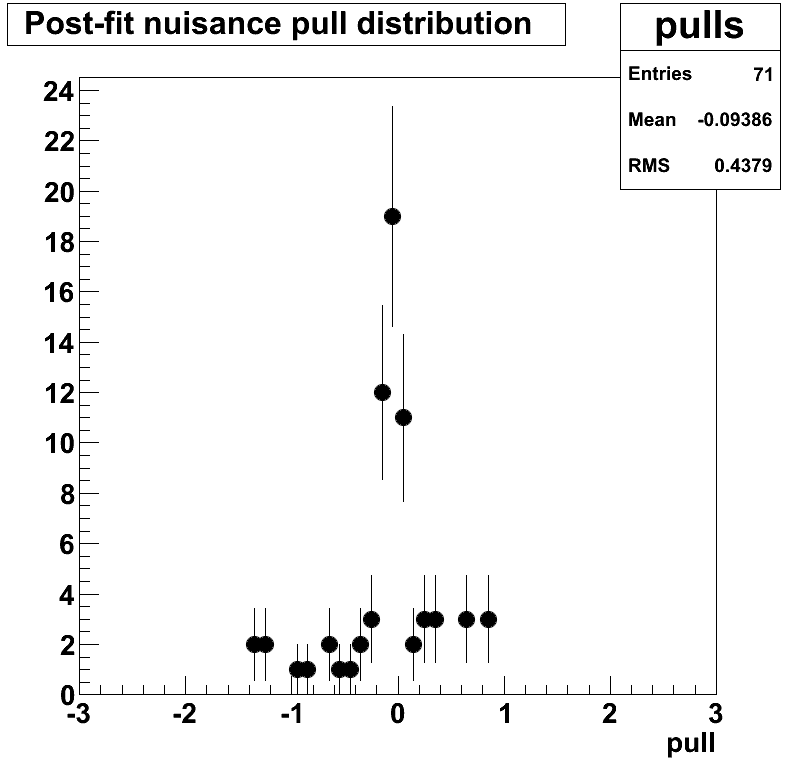 Post-fit nuisance pull distribution
pulls
Entries 71
Mean -0.09386
RMS 0.4379
24
22
20
18
16
14
12
10
8
6
4
2
0
-3 -2 -1 0 1 2 3
pull